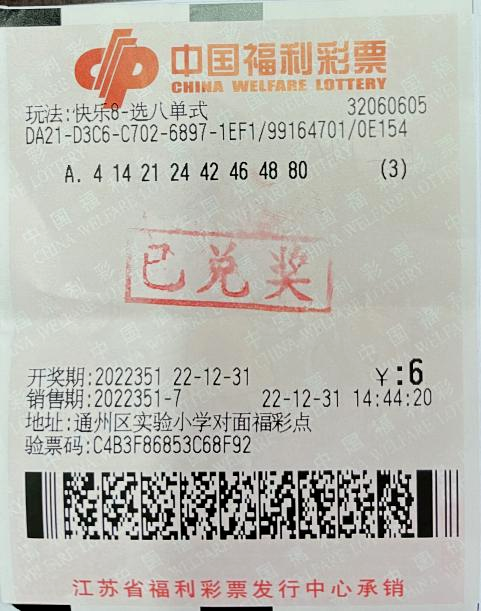 中国福利彩票
CHINA WELFARE LOTTERY
玩法:快乐8-选八单式 32060605
DA21-D3C6-C702-6897-1EF1/99164701/0E154
A. 4 14 21 24 42 46 48 80 (3)
已兑奖
开奖期:2022351 22-12-31 ¥:6
销售期:2022351-7 22-12-31 14:44:20
地址:通州区实验小学对面福彩点
验票码:C4B3F86853C68F92
江苏省福利彩票发行中心承销